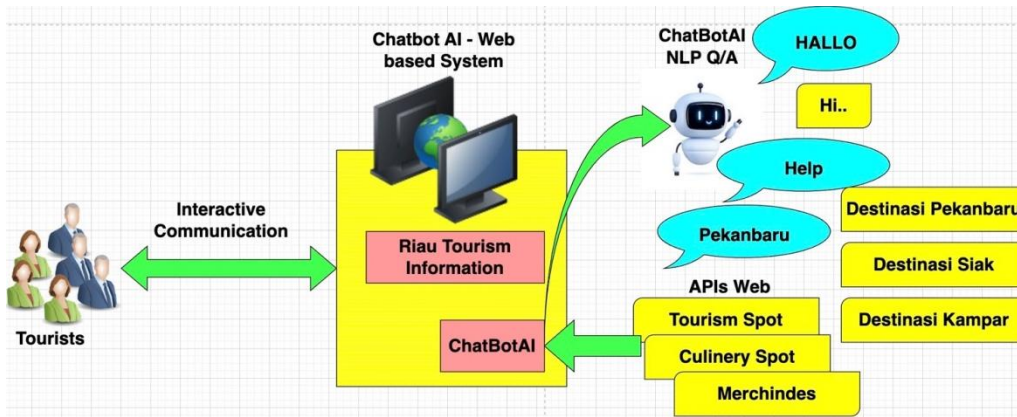 Chatbot AI - Web
based System
ChatBotAI
NLP Q/A
HALLO
Hi..
Help
Pekanbaru
Interactive
Communication
Tourists
Riau Tourism
Information
ChatBotAI
APIs Web
Tourism Spot
Culinery Spot
Merchindes
Destinasi Pekanbaru
Destinasi Siak
Destinasi Kampar